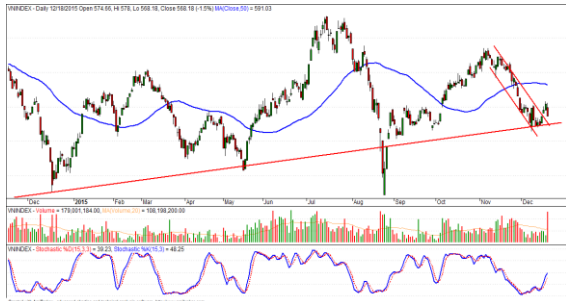 VNINDEX - Daily 12/18/2015 Open 574.66, Hi 578, Lo 568.18, Close 568.18 (-1.5%) MA(Close,50) = 591.03
Dec 2015 Mar Apr May Jun Jul Aug Sep Oct Nov Dec
VNINDEX - Volume = 179,001,184.00, MA(Volume,20) = 108,198,200.00
VNINDEX - Stochastic %D(15,3,3) = 39.23, Stochastic %K(15,3) = 46.25